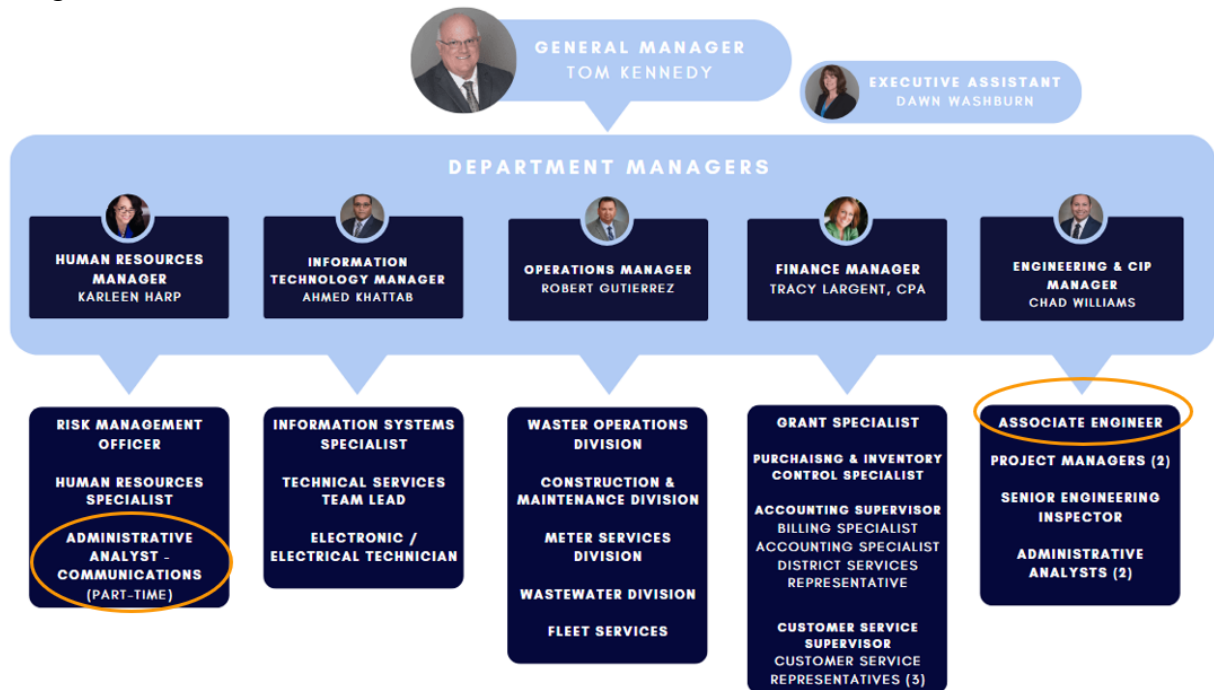 GENERAL MANAGER
TOM KENNEDY
EXECUTIVE ASSISTANT
DAWN WASHBURN
DEPARTMENT MANAGERS
HUMAN RESOURCES
MANAGER
KARLEEN HARP
INFORMATION
TECHNOLOGY MANAGER
AHMED KHATTAB
OPERATIONS MANAGER
ROBERT GUTIERREZ
FINANCE MANAGER
TRACY LARGENT, CPA
ENGINEERING & CIP
MANAGER
CHAD WILLIAMS
RISK MANAGEMENT
OFFICER
HUMAN RESOURCES
SPECIALIST
ADMINISTRATIVE
ANALYST -
COMMUNICATIONS
(PART-TIME)
INFORMATION SYSTEMS
SPECIALIST
TECHNICAL SERVICES
TEAM LEAD
ELECTRONIC /
ELECTRICAL TECHNICIAN
WASTER OPERATIONS
DIVISION
CONSTRUCTION &
MAINTENANCE DIVISION
METER SERVICES
DIVISION
WASTEWATER DIVISION
FLEET SERVICES
GRANT SPECIALIST
PURCHAISNG & INVENTORY
CONTROL SPECIALIST
ACCOUNTING SUPERVISOR
BILLING SPECIALIST
ACCOUNTING SPECIALIST
DISTRICT SERVICES
REPRESENTATIVE
CUSTOMER SERVICE
SUPERVISOR
CUSTOMER SERVICE
REPRESENTATIVES (3)
ASSOCIATE ENGINEER
PROJECT MANAGERS (2)
SENIOR ENGINEERING
INSPECTOR
ADMINISTRATIVE
ANALYSTS (2)